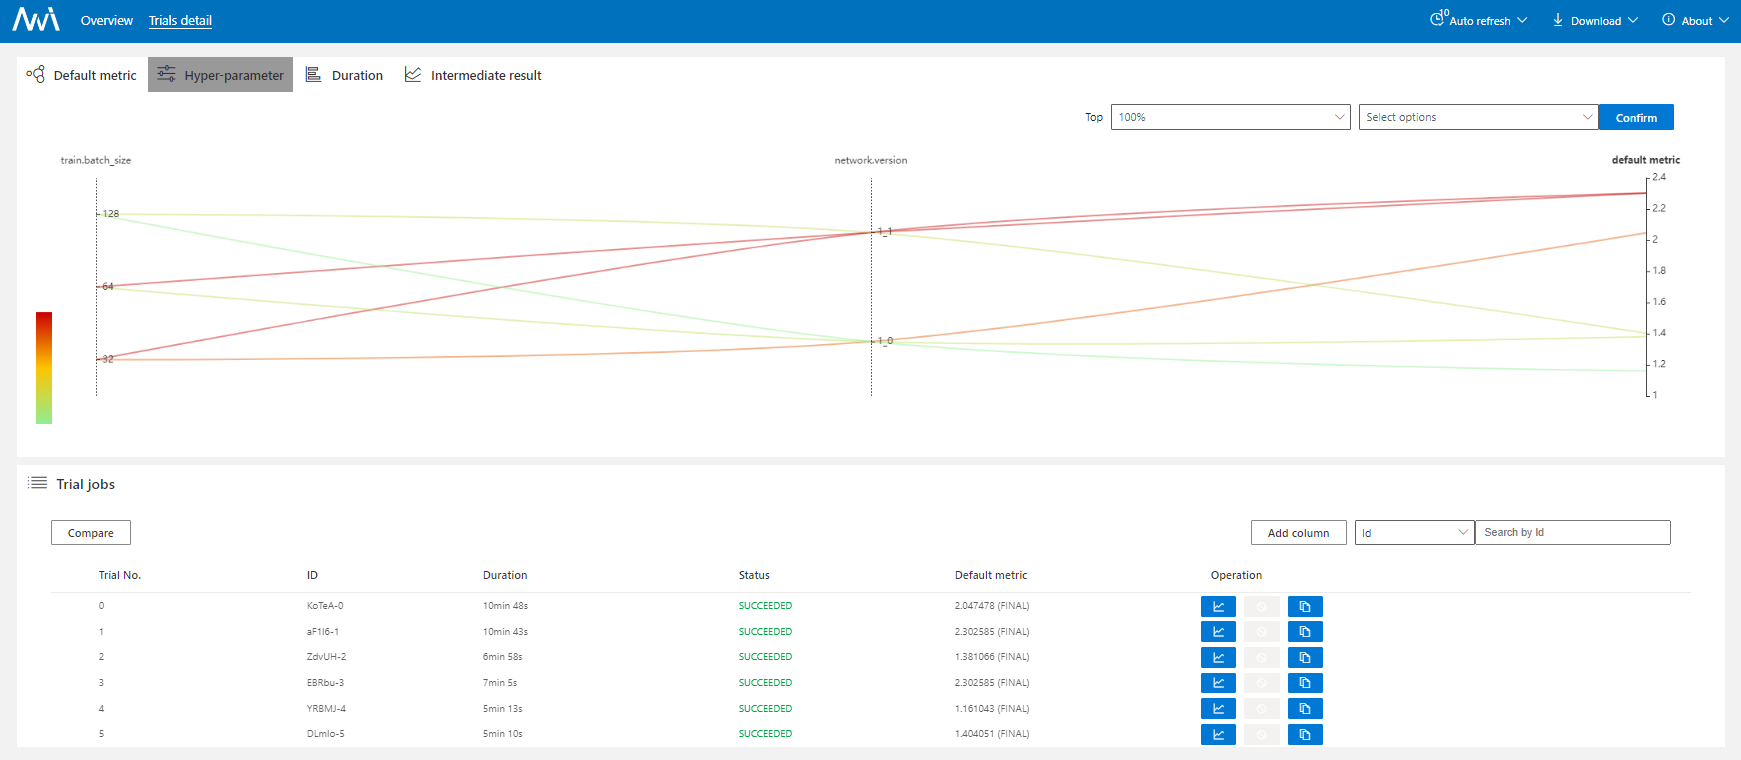 Overview Trials detail 10 Auto refresh Download About
Default metric Hyper-parameter Duration Intermediate result
Top 100% Select options Confirm
train.batch_size network.version default metric
2.4
128 2.2
1_1 2
64 1.8
1.6
1_0 1.4
32 1.2
1
Trial jobs
Compare Add column Id Search by Id
Trial No. ID Duration Status Default metric Operation
0 KoTeA-0 10min 48s SUCCEEDED 2.047478 (FINAL)
1 aF1I6-1 10min 43s SUCCEEDED 2.302585 (FINAL)
2 ZdvUH-2 6min 58s SUCCEEDED 1.381066 (FINAL)
3 EBRbu-3 7min 5s SUCCEEDED 2.302585 (FINAL)
4 YRBMJ-4 5min 13s SUCCEEDED 1.161043 (FINAL)
5 DLmIo-5 5min 10s SUCCEEDED 1.404051 (FINAL)